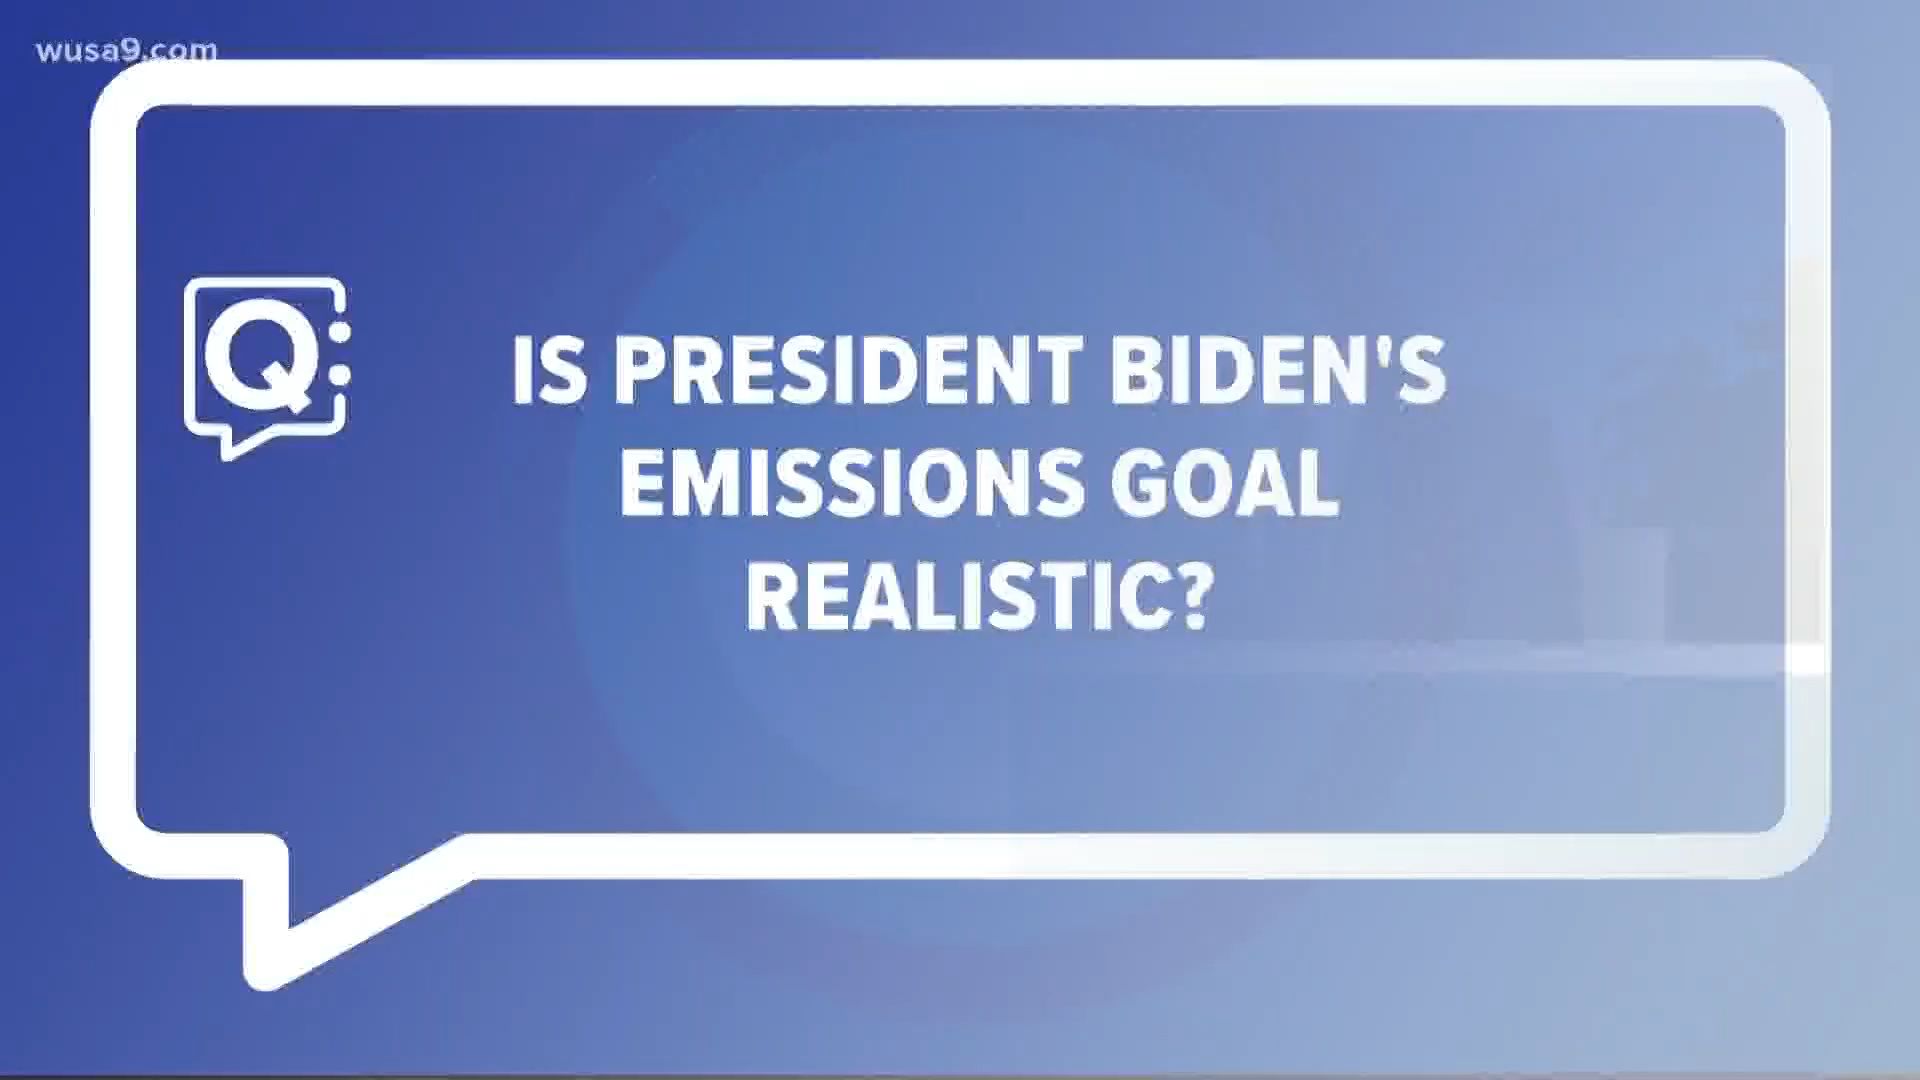 wusa9.com
Q:
IS PRESIDENT BIDEN'S
EMISSIONS GOAL
REALISTIC?